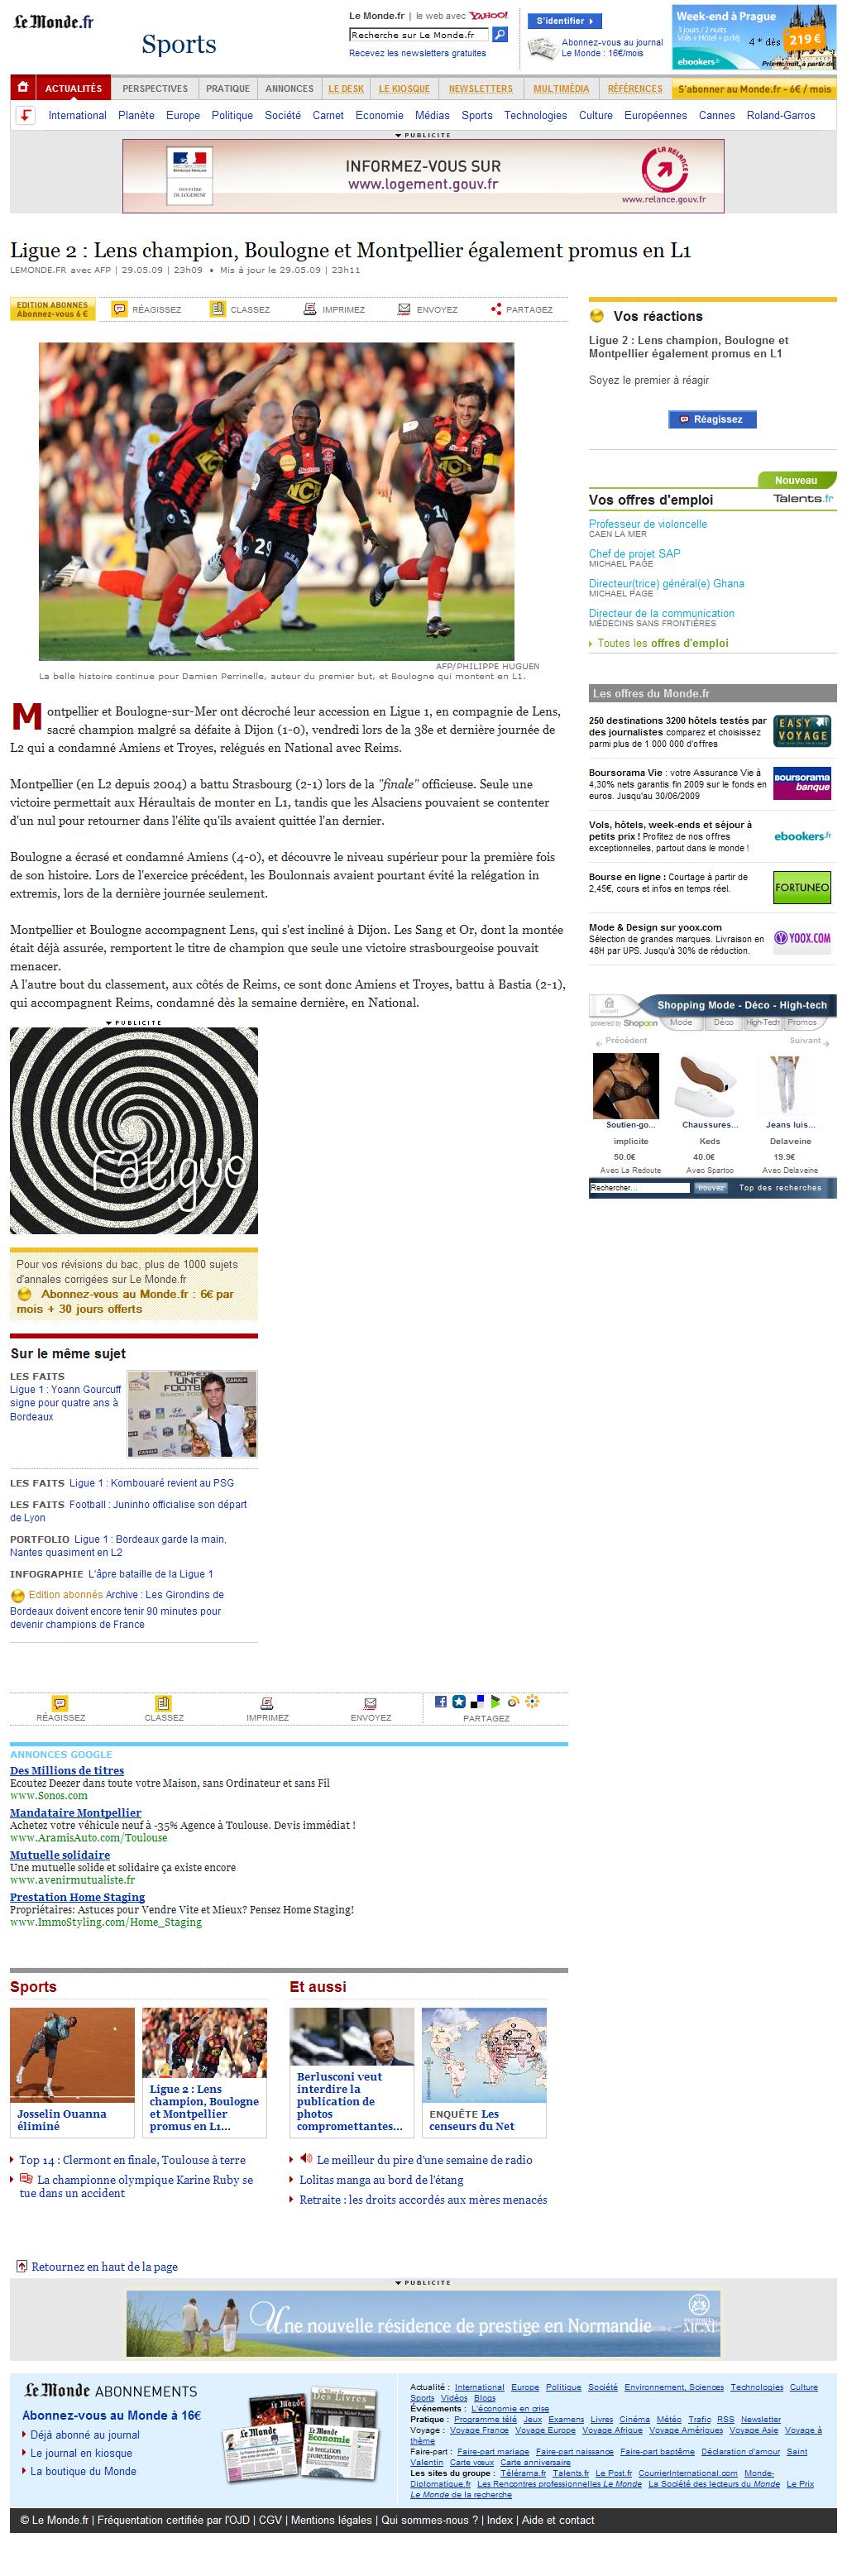 Le Monde.fr
Sports
Le Monde.fr | le web avec YAHOO!
Recherche sur Le Monde.fr
Recevez les newsletters gratuites
S'identifier
Abonnez-vous au journal
Le Monde : 16€/mois
Week-end à Prague
3 jours / 2 nuits
Vols + Hôtel + p.déj
4 * dès 219 €
ebookers.fr
ACTUALITÉS PERSPECTIVES PRATIQUE ANNONCES LE DESK LE KIOSQUE NEWSLETTERS MULTIMÉDIA RÉFÉRENCES S'abonner au Monde.fr - 6€ / mois
International Planète Europe Politique Société Carnet Economie Médias Sports Technologies Culture Européennes Cannes Roland-Garros
PUBLICITE
INFORMEZ-VOUS SUR
www.logement.gouv.fr
LA RELANCE
www.relance.gouv.fr
Ligue 2 : Lens champion, Boulogne et Montpellier également promus en L1
LEMONDE.FR avec AFP | 29.05.09 | 23h09 • Mis à jour le 29.05.09 | 23h11
EDITION ABONNES
Abonnez-vous 6 €
RÉAGISSEZ CLASSEZ IMPRIMEZ ENVOYEZ PARTAGEZ
NCT
29
5
AFP/PHILIPPE HUGUEN
La belle histoire continue pour Damien Perrinelle, auteur du premier but, et Boulogne qui montent en L1.
Montpellier et Boulogne-sur-Mer ont décroché leur accession en Ligue 1, en compagnie de Lens,
sacré champion malgré sa défaite à Dijon (1-0), vendredi lors de la 38e et dernière journée de
L2 qui a condamné Amiens et Troyes, relégués en National avec Reims.
Montpellier (en L2 depuis 2004) a battu Strasbourg (2-1) lors de la "finale" officieuse. Seule une
victoire permettait aux Héraultais de monter en L1, tandis que les Alsaciens pouvaient se contenter
d'un nul pour retourner dans l'élite qu'ils avaient quittée l'an dernier.
Boulogne a écrasé et condamné Amiens (4-0), et découvre le niveau supérieur pour la première fois
de son histoire. Lors de l'exercice précédent, les Boulonnais avaient pourtant évité la relégation in
extremis, lors de la dernière journée seulement.
Montpellier et Boulogne accompagnent Lens, qui s'est incliné à Dijon. Les Sang et Or, dont la montée
était déjà assurée, remportent le titre de champion que seule une victoire strasbourgeoise pouvait
menacer.
A l'autre bout du classement, aux côtés de Reims, ce sont donc Amiens et Troyes, battu à Bastia (2-1),
qui accompagnent Reims, condamné dès la semaine dernière, en National.
PUBLICITE
Fatigue
Pour vos révisions du bac, plus de 1000 sujets
d'annales corrigées sur Le Monde.fr
Abonnez-vous au Monde.fr : 6€ par
mois + 30 jours offerts
Sur le même sujet
LES FAITS
Ligue 1 : Yoann Gourcuff
signe pour quatre ans à
Bordeaux
LES FAITS Ligue 1 : Kombouaré revient au PSG
LES FAITS Football : Juninho officialise son départ
de Lyon
PORTFOLIO Ligue 1 : Bordeaux garde la main,
Nantes quasiment en L2
INFOGRAPHIE L'âpre bataille de la Ligue 1
Edition abonnés Archive : Les Girondins de
Bordeaux doivent encore tenir 90 minutes pour
devenir champions de France
Vos réactions
Ligue 2 : Lens champion, Boulogne et
Montpellier également promus en L1
Soyez le premier à réagir
Réagissez
Nouveau
Vos offres d'emploi Talents.fr
Professeur de violoncelle
CAEN LA MER
Chef de projet SAP
MICHAEL PAGE
Directeur(trice) général(e) Ghana
MICHAEL PAGE
Directeur de la communication
MÉDECINS SANS FRONTIÈRES
Toutes les offres d'emploi
Les offres du Monde.fr
250 destinations 3200 hôtels testés par
des journalistes comparez et choisissez
parmi plus de 1 000 000 d'offres
EASY VOYAGE
Boursorama Vie : votre Assurance Vie à
4,30% nets garantis fin 2009 sur le fonds en
euros. Jusqu'au 30/06/2009
BOURSORAMA banque
Vols, hôtels, week-ends et séjour à
petits prix ! Profitez de nos offres
exceptionnelles, partout dans le monde !
ebookers.fr
Bourse en ligne : Courtage à partir de
2,45€, cours et infos en temps réel.
FORTUNEO
Mode & Design sur yoox.com
Sélection de grandes marques. Livraison en
48H par UPS. Jusqu'à 30% de réduction.
YOOX.COM
accueil
Shopping Mode - Déco - High-tech
powered by Shopoon Mode Déco High-Tech Promos
Précédent Suivant
Soutien-go... Chaussures... Jeans luis...
implicite Keds Delaveine
50.0€ 40.0€ 19.9€
Avec La Redoute Avec Spartoo Avec Delaveine
Rechercher... trouvez Top des recherches
RÉAGISSEZ CLASSEZ IMPRIMEZ ENVOYEZ PARTAGEZ
ANNONCES GOOGLE
Des Millions de titres
Ecoutez Deezer dans toute votre Maison, sans Ordinateur et sans Fil
www.Sonos.com
Mandataire Montpellier
Achetez votre véhicule neuf à -35% Agence à Toulouse. Devis immédiat !
www.AramisAuto.com/Toulouse
Mutuelle solidaire
Une mutuelle solide et solidaire ça existe encore
www.avenirmutualiste.fr
Prestation Home Staging
Propriétaires: Astuces pour Vendre Vite et Mieux? Pensez Home Staging!
www.ImmoStyling.com/Home_Staging
Sports
Josselin Ouanna
éliminé
Ligue 2 : Lens
champion, Boulogne
et Montpellier
promus en L1...
Top 14 : Clermont en finale, Toulouse à terre
La championne olympique Karine Ruby se
tue dans un accident
Et aussi
Berlusconi veut
interdire la
publication de
photos
compromettantes...
ENQUÊTE Les
censeurs du Net
Le meilleur du pire d'une semaine de radio
Lolitas manga au bord de l'étang
Retraite : les droits accordés aux mères menacés
Retournez en haut de la page
PUBLICITE
Une nouvelle résidence de prestige en Normandie
MGM
Le Monde ABONNEMENTS
Abonnez-vous au Monde à 16€
Déjà abonné au journal
Le journal en kiosque
La boutique du Monde
Actualité : International Europe Politique Société Environnement, Sciences Technologies Culture
Sports Vidéos Blogs
Événements : L'économie en crise
Pratique : Programme télé Jeux Examens Livres Cinéma Météo Trafic RSS Newsletter
Voyage : Voyage France Voyage Europe Voyage Afrique Voyage Amériques Voyage Asie Voyage à
thème
Faire-part : Faire-part mariage Faire-part naissance Faire-part baptême Déclaration d'amour Saint
Valentin Carte vœux Carte anniversaire
Les sites du groupe : Télérama.fr Talents.fr Le Post.fr CourrierInternational.com Monde-
Diplomatique.fr Les Rencontres professionnelles Le Monde La Société des lecteurs du Monde Le Prix
Le Monde de la recherche
© Le Monde.fr | Fréquentation certifiée par l'OJD | CGV | Mentions légales | Qui sommes-nous ? | Index | Aide et contact